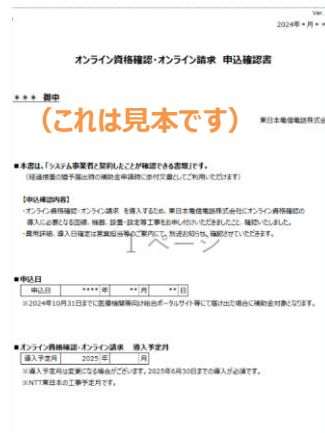 Ver.
2024年*月**
オンライン資格確認・オンライン請求 申込確認書
*** 御中
(これは見本です)
東日本電信電話株式会
■本書は、「システム事業者と契約したことが確認できる書類」です。
(経過措置の猶予届出時の補助金申請時に添付文書としてご利用いただけます)
【申込確認内容】
・オンライン資格確認・オンライン請求 を導入するため、東日本電信電話株式会社にオンライン資格確認の
導入に必要となる回線、機器、設置・設定等工事をお申し付けいただきましたこと、確認いたしました。
・費用詳細、導入日確定は営業担当等のご案内にて、別途お知らせ、確認させていただきます。
1 ページ
■申込日
申込日 **** 年 ** 月 ** 日
※2024年10月31日までに医療機関等向け総合ポータルサイト等にて届け出た場合に補助金対象となります。
■オンライン資格確認・オンライン請求 導入予定月
導入予定月 2025 年 月
※導入予定月は変更になる場合がございます。2025年6月30日までの導入が必須です。
※NTT東日本の工事予定月です。